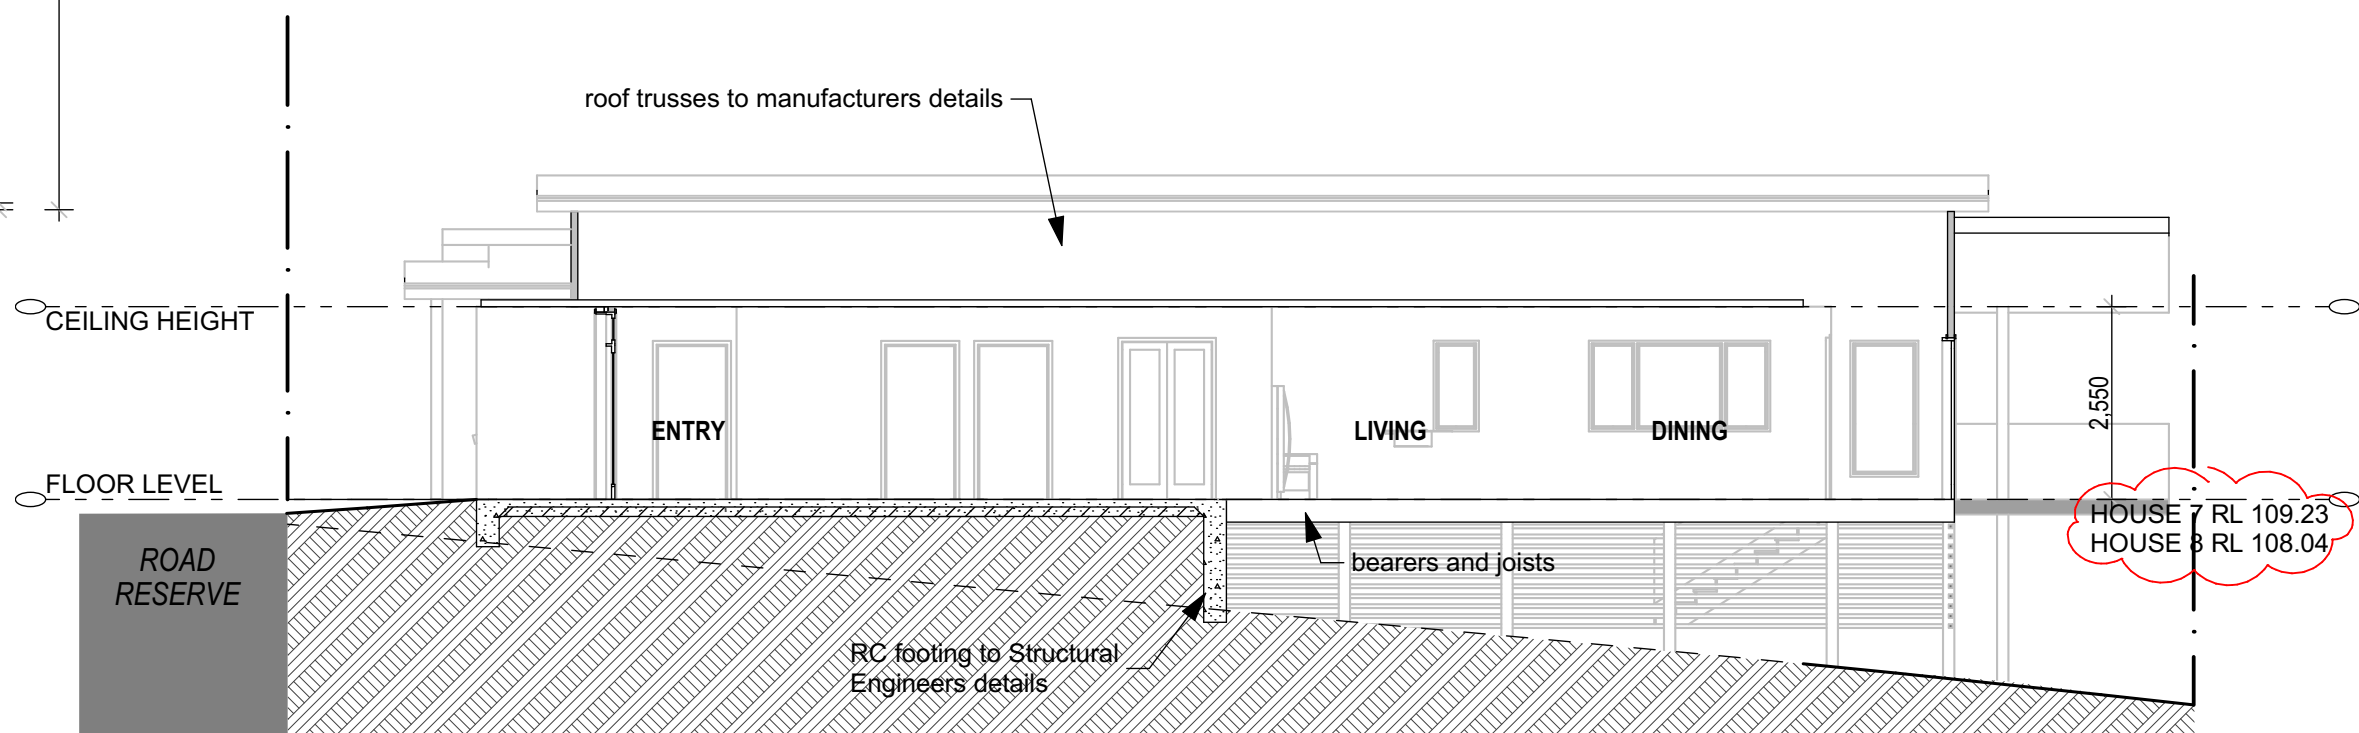 roof trusses to manufacturers details
CEILING HEIGHT
2,550
ENTRY
LIVING
DINING
FLOOR LEVEL
HOUSE 7 RL 109.23
HOUSE 8 RL 108.04
ROAD
RESERVE
bearers and joists
RC footing to Structural
Engineers details